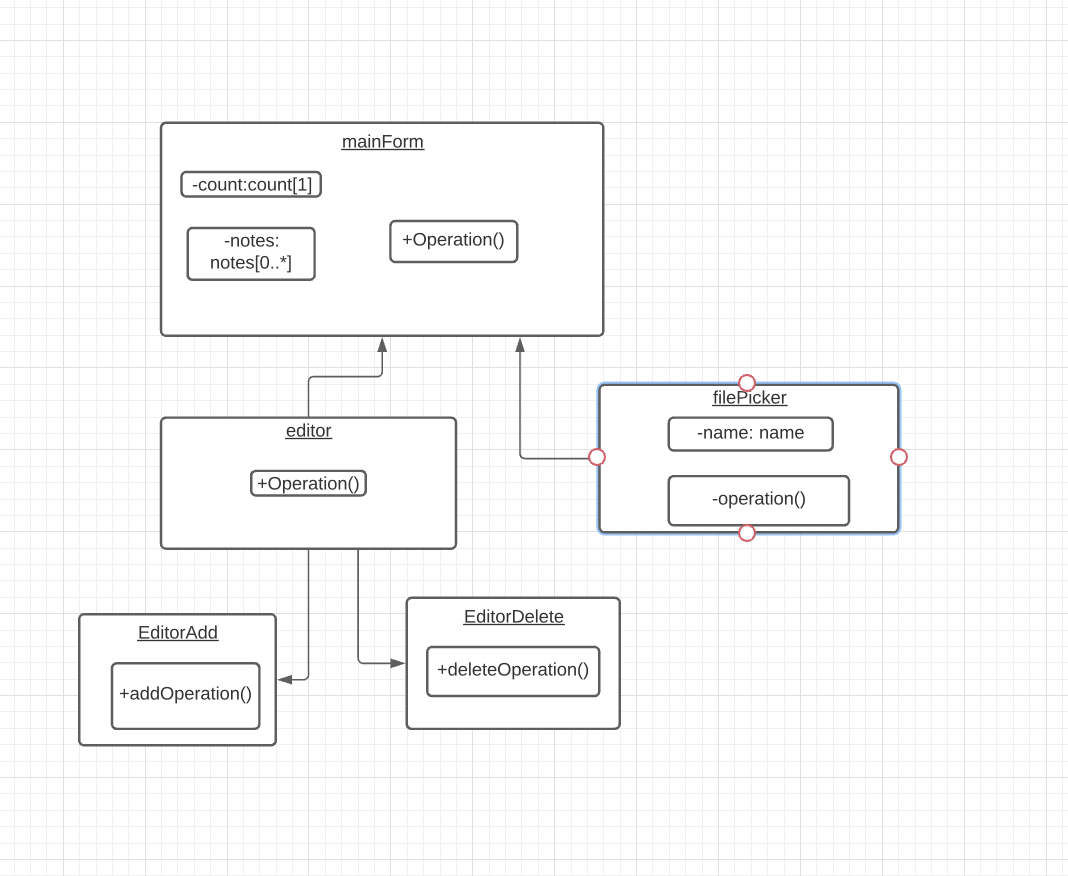 mainForm
-count:count[1]
-notes:
notes[0..*]
+Operation()
editor
+Operation()
filePicker
-name: name
-operation()
EditorAdd
+addOperation()
EditorDelete
+deleteOperation()